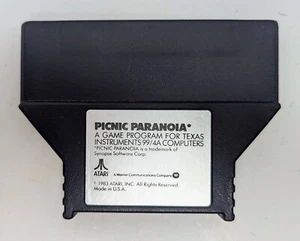 PICNIC PARANOIA*
A GAME PROGRAM FOR TEXAS
INSTRUMENTS 99/4A COMPUTERS
*PICNIC PARANOIA is a trademark of
Synapse Software Corp.
ATARI
A Warner Communications Company
© 1983 ATARI, INC. All Rights Reserved
Made in U.S.A.